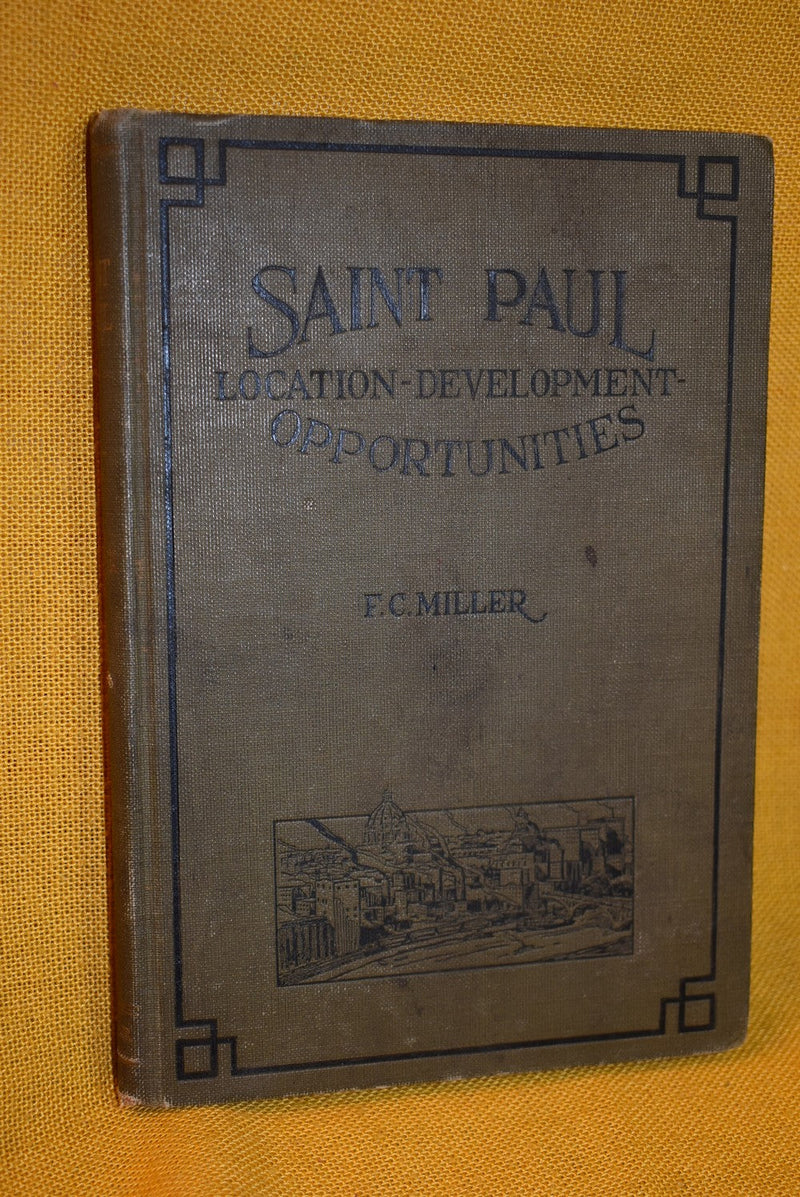 SAINT PAUL
LOCATION-DEVELOPMENT-
OPPORTUNITIES
F.C. MILLER